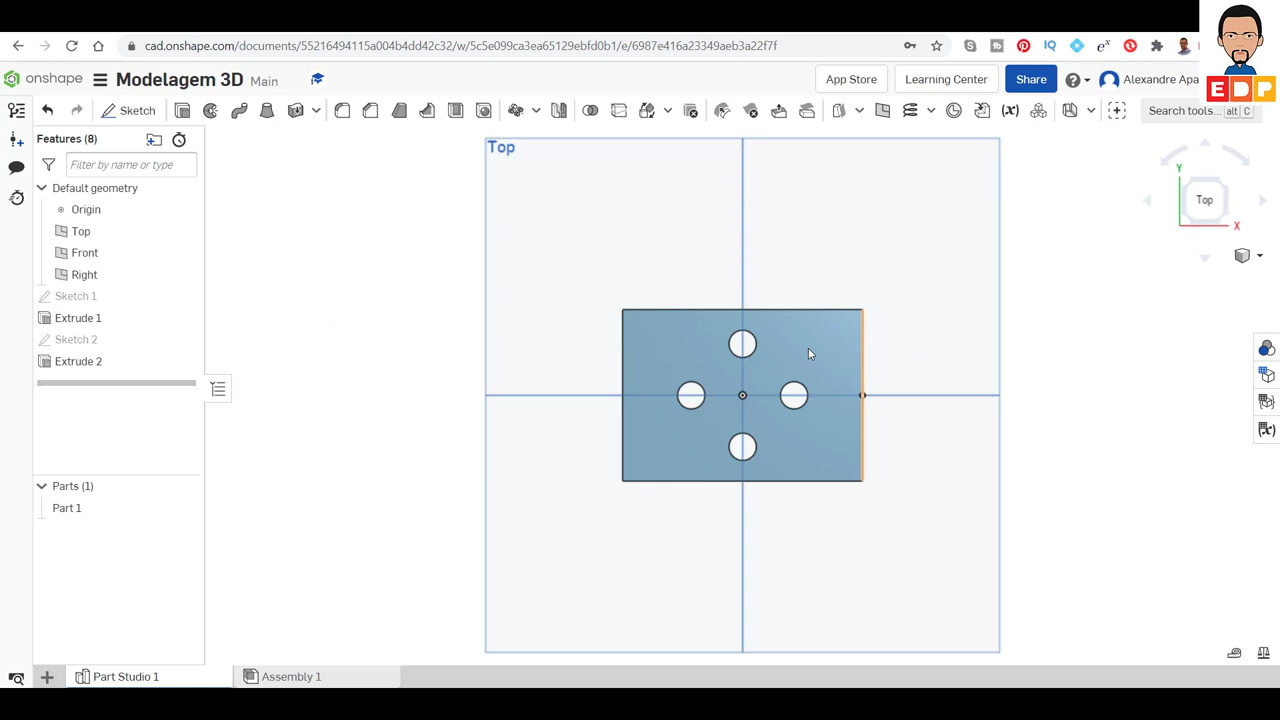 cad.onshape.com/documents/55216494115a004b4dd42c32/w/5c5e099ca3ea65129ebfd0b1/e/6987e416a23349aeb3a22f7f
IQ
e^x
onshape
Modelagem 3D Main
App Store
Learning Center
Share
Alexandre Apa
EDP
Sketch
Search tools...
alt C
Features (8)
Filter by name or type
Default geometry
Origin
Top
Front
Right
Sketch 1
Extrude 1
Sketch 2
Extrude 2
Parts (1)
Part 1
Top
Y
Top
X
Part Studio 1
Assembly 1